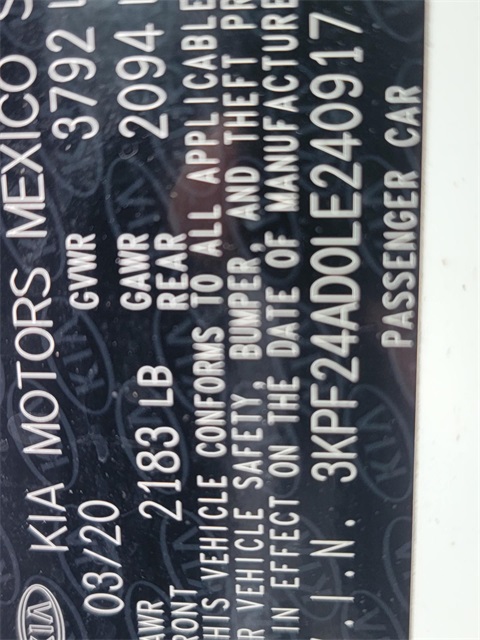 KIA
KIA MOTORS MEXICO S
03/20 GVWR 3792
AWR GAWR
RONT 2183 LB REAR 2094
HIS VEHICLE CONFORMS TO ALL APPLICABLE
R VEHICLE SAFETY, BUMPER, AND THEFT PR
IN EFFECT ON THE DATE OF MANUFACTURE
.I.N. 3KPF24AD0LE240917
PASSENGER CAR